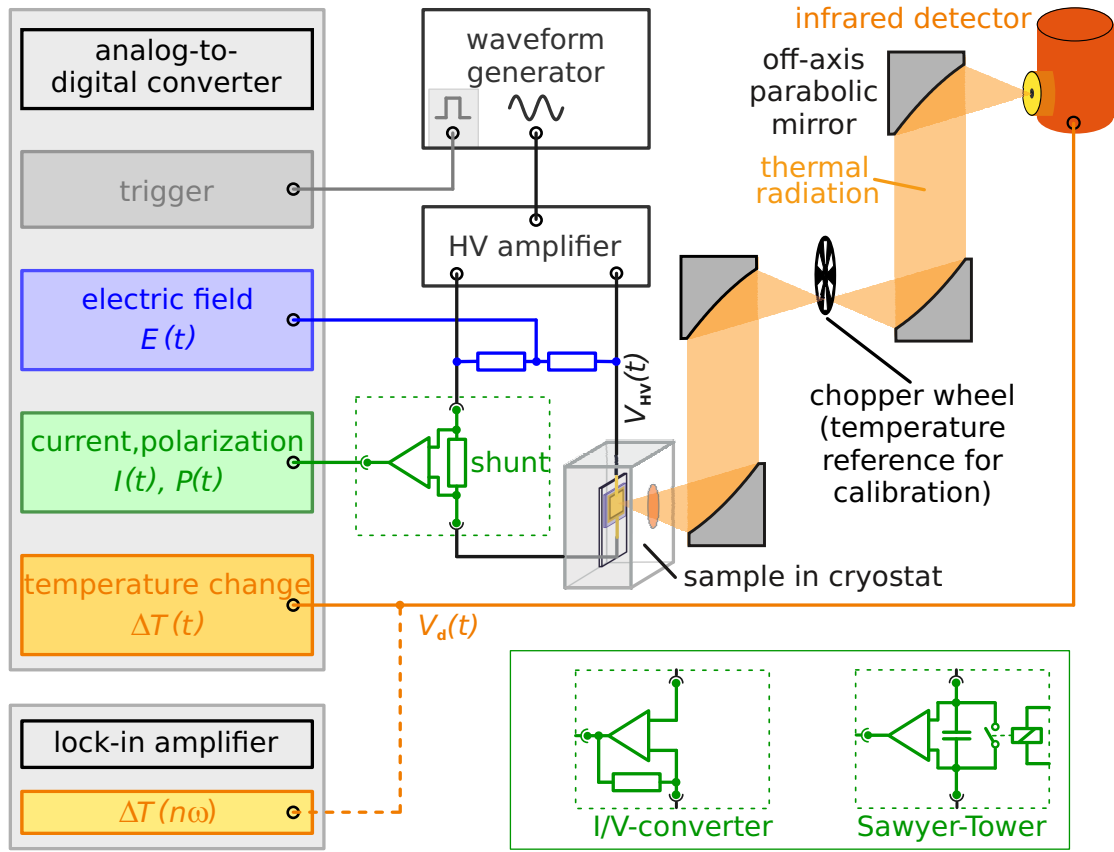 analog-to-
digital converter
trigger
electric field
E(t)
current,polarization
I(t), P(t)
temperature change
ΔT(t)
lock-in amplifier
ΔT(nω)
waveform
generator
HV amplifier
V_HV(t)
shunt
V_d(t)
infrared detector
off-axis
parabolic
mirror
thermal
radiation
chopper wheel
(temperature
reference for
calibration)
sample in cryostat
I/V-converter
Sawyer-Tower